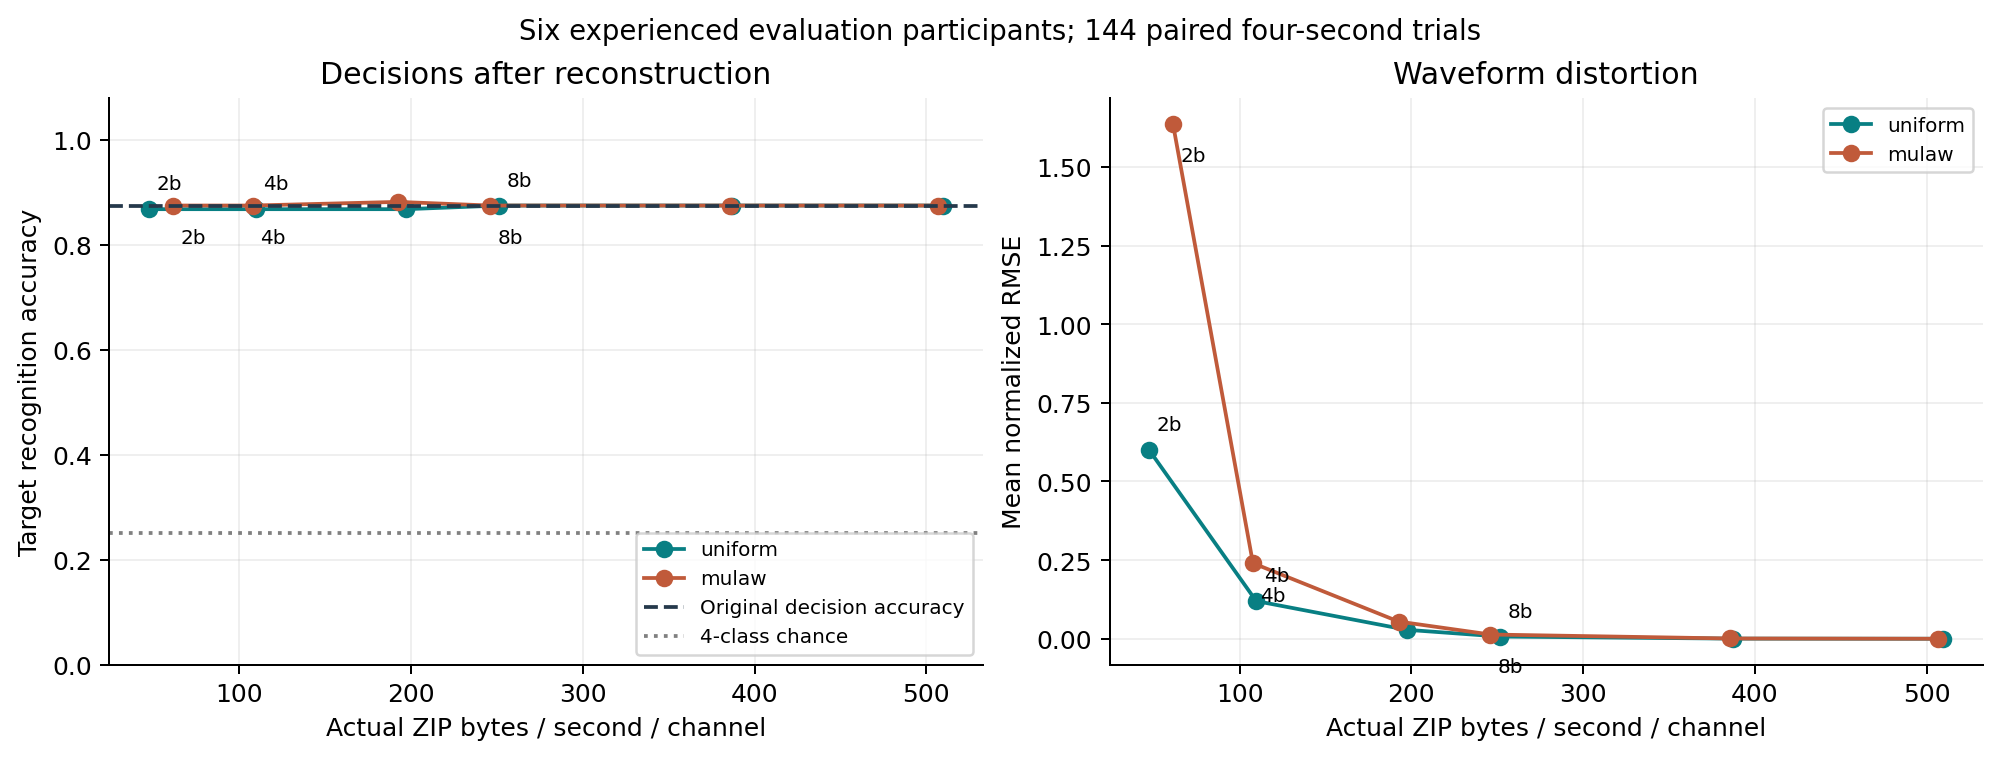 Six experienced evaluation participants; 144 paired four-second trials
Decisions after reconstruction
Target recognition accuracy
1.0
0.8
0.6
0.4
0.2
0.0
2b
4b
8b
2b
4b
8b
uniform
mulaw
Original decision accuracy
4-class chance
100
200
300
400
500
Actual ZIP bytes / second / channel
Waveform distortion
Mean normalized RMSE
1.50
1.25
1.00
0.75
0.50
0.25
0.00
uniform
mulaw
2b
2b
4b
4b
8b
8b
100
200
300
400
500
Actual ZIP bytes / second / channel